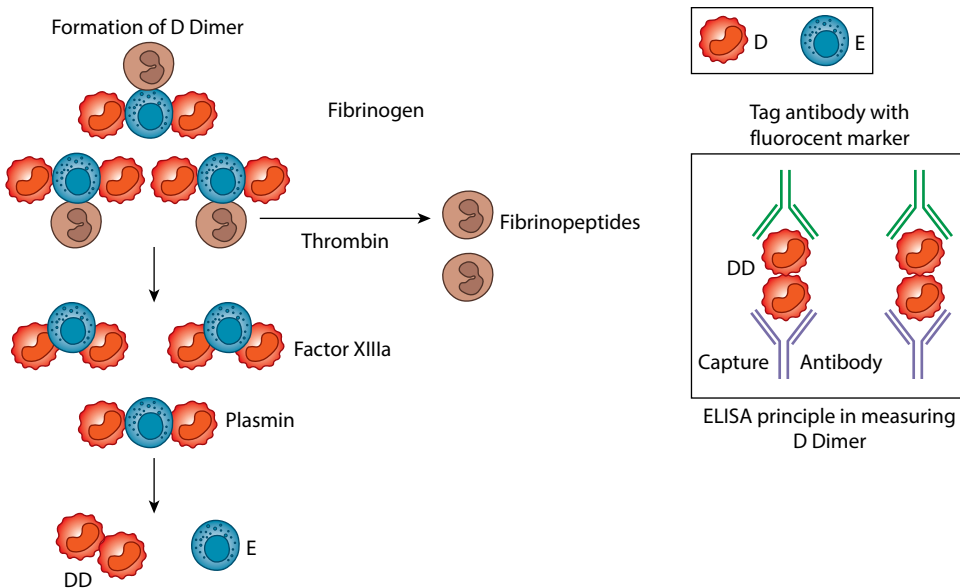 Formation of D Dimer
Fibrinogen
Thrombin
Fibrinopeptides
Factor XIIIa
Plasmin
DD
E
D
E
Tag antibody with
fluorocent marker
DD
Capture
Antibody
ELISA principle in measuring
D Dimer